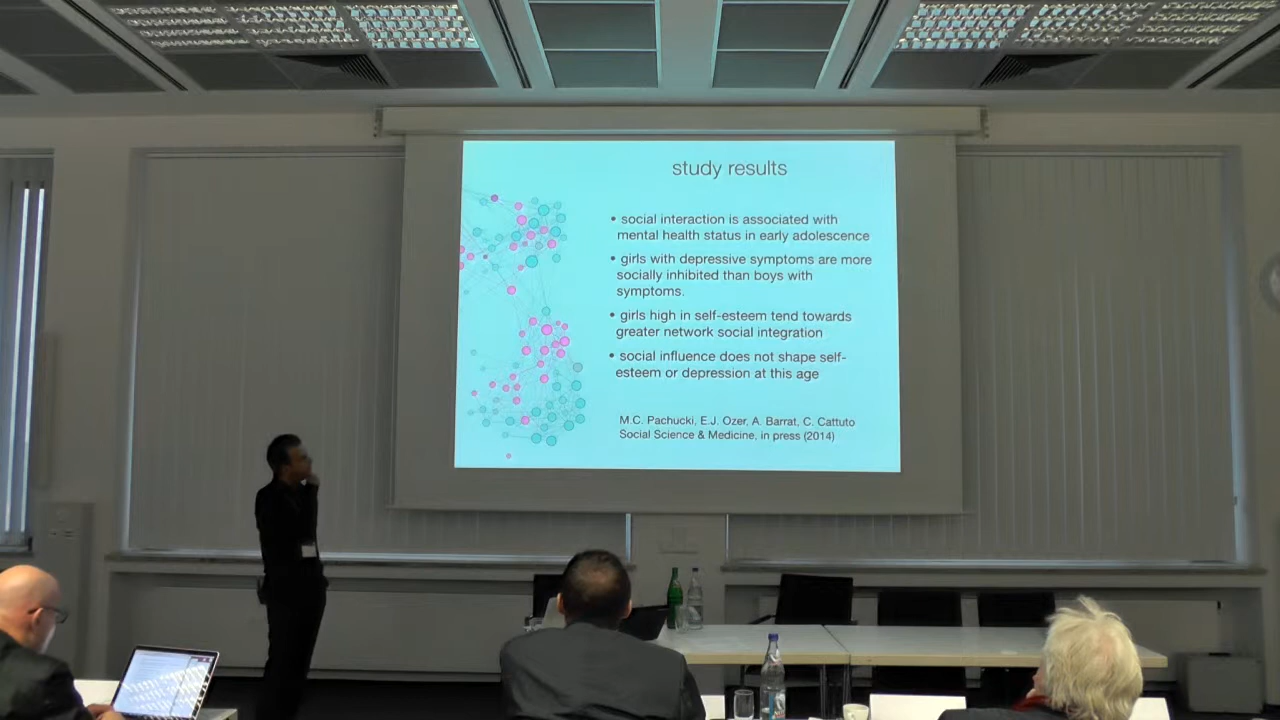 study results
• social interaction is associated with
mental health status in early adolescence
• girls with depressive symptoms are more
socially inhibited than boys with
symptoms.
• girls high in self-esteem tend towards
greater network social integration
• social influence does not shape self-
esteem or depression at this age
M.C. Pachucki, E.J. Ozer, A. Barrat, C. Cattuto
Social Science & Medicine, in press (2014)